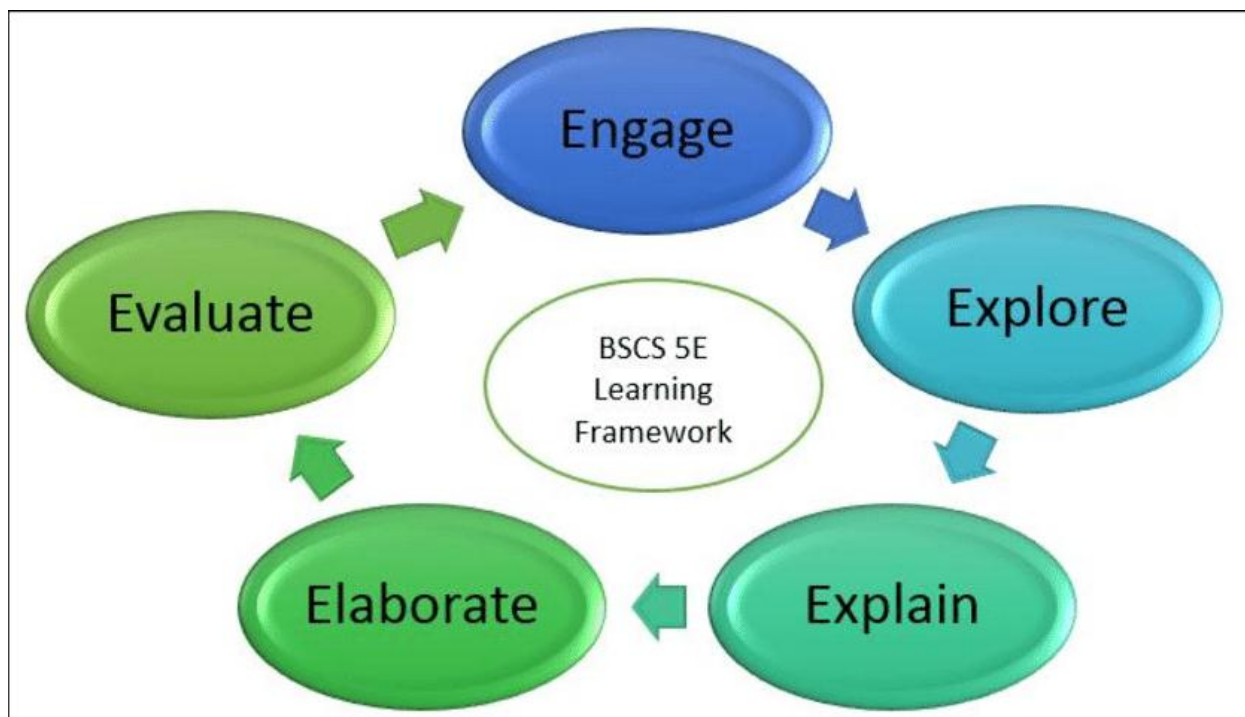 Engage
Explore
Explain
Elaborate
Evaluate
BSCS 5E
Learning
Framework